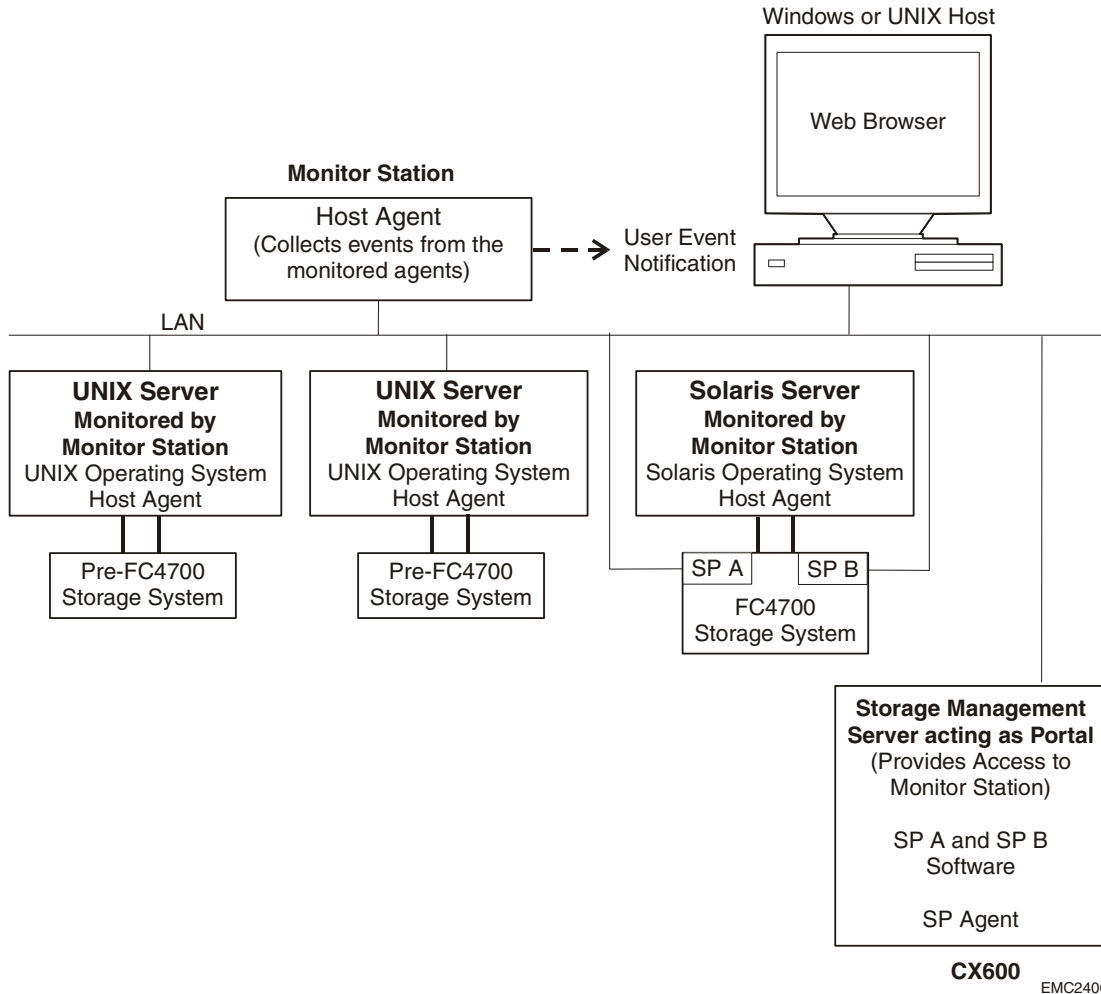 Windows or UNIX Host
Web Browser
Monitor Station
Host Agent
(Collects events from the
monitored agents)
User Event
Notification
LAN
UNIX Server
Monitored by
Monitor Station
UNIX Operating System
Host Agent
UNIX Server
Monitored by
Monitor Station
UNIX Operating System
Host Agent
Solaris Server
Monitored by
Monitor Station
Solaris Operating System
Host Agent
Pre-FC4700
Storage System
Pre-FC4700
Storage System
SP A
SP B
FC4700
Storage System
Storage Management
Server acting as Portal
(Provides Access to
Monitor Station)
SP A and SP B
Software
SP Agent
CX600